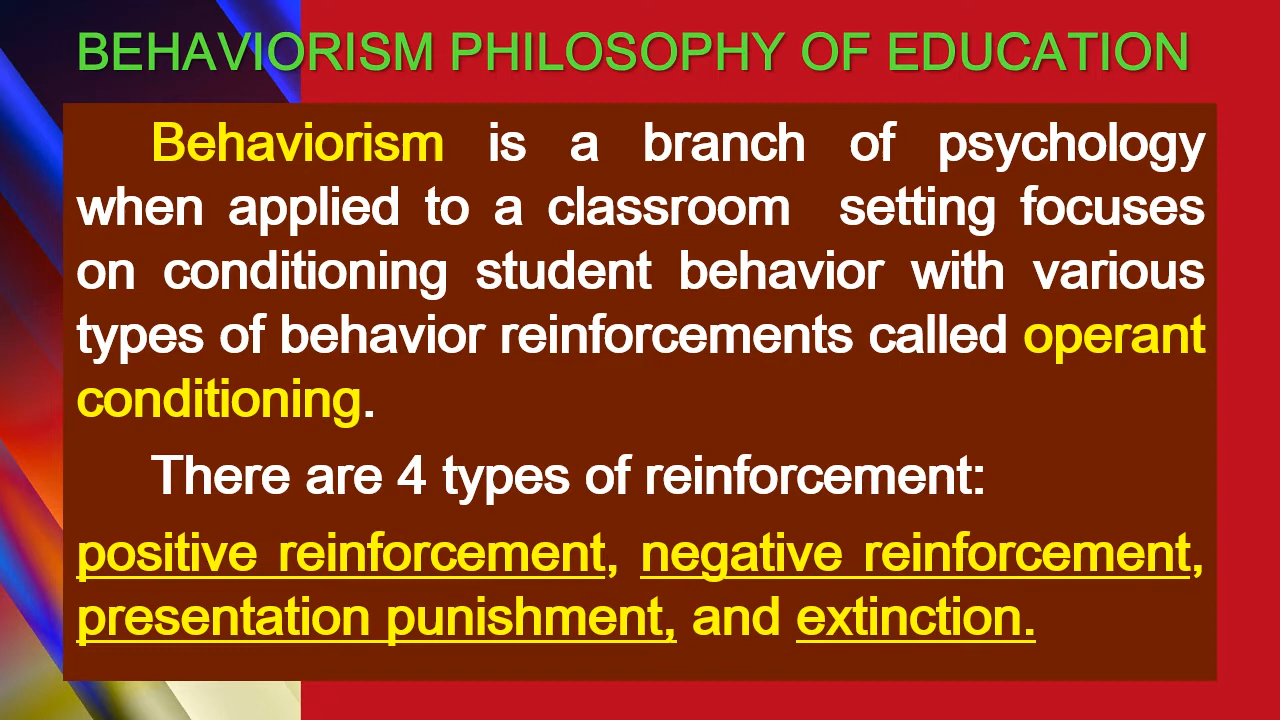 BEHAVIORISM PHILOSOPHY OF EDUCATION
Behaviorism is a branch of psychology
when applied to a classroom setting focuses
on conditioning student behavior with various
types of behavior reinforcements called operant
conditioning.
There are 4 types of reinforcement:
positive reinforcement, negative reinforcement,
presentation punishment, and extinction.